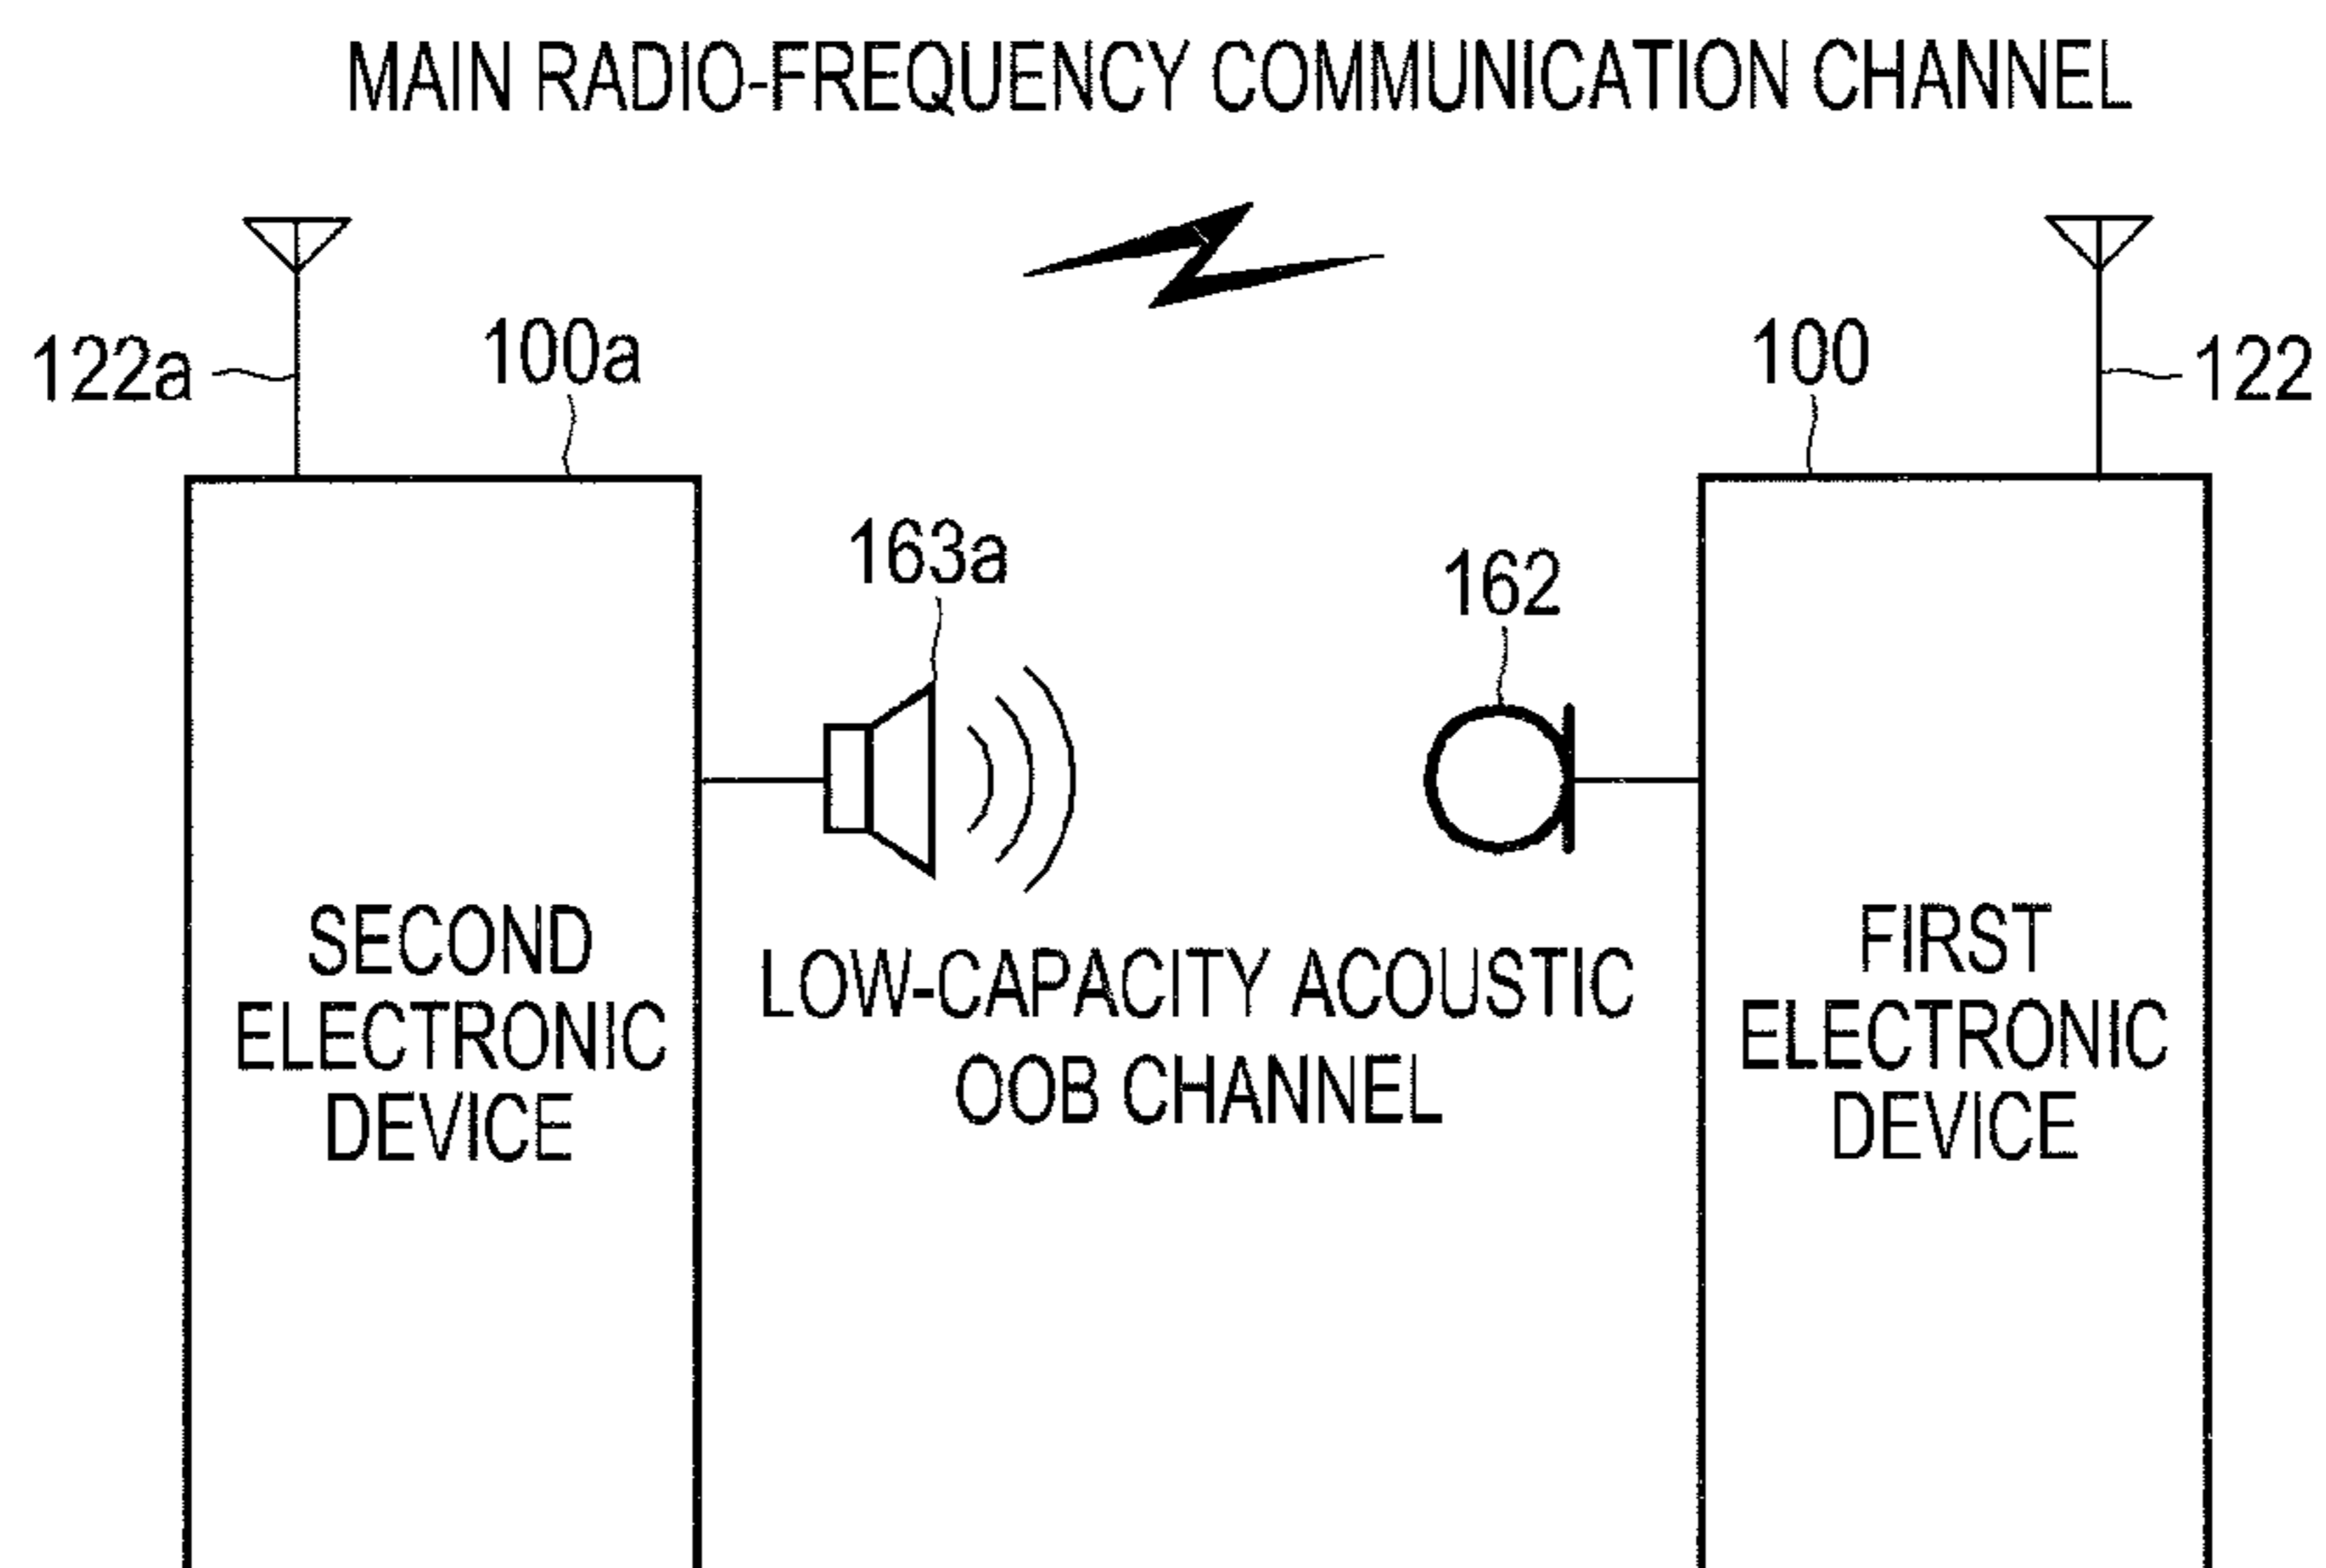 MAIN RADIO-FREQUENCY COMMUNICATION CHANNEL
122a
100a
100
122
163a
162
SECOND
ELECTRONIC
DEVICE
LOW-CAPACITY ACOUSTIC
OOB CHANNEL
FIRST
ELECTRONIC
DEVICE